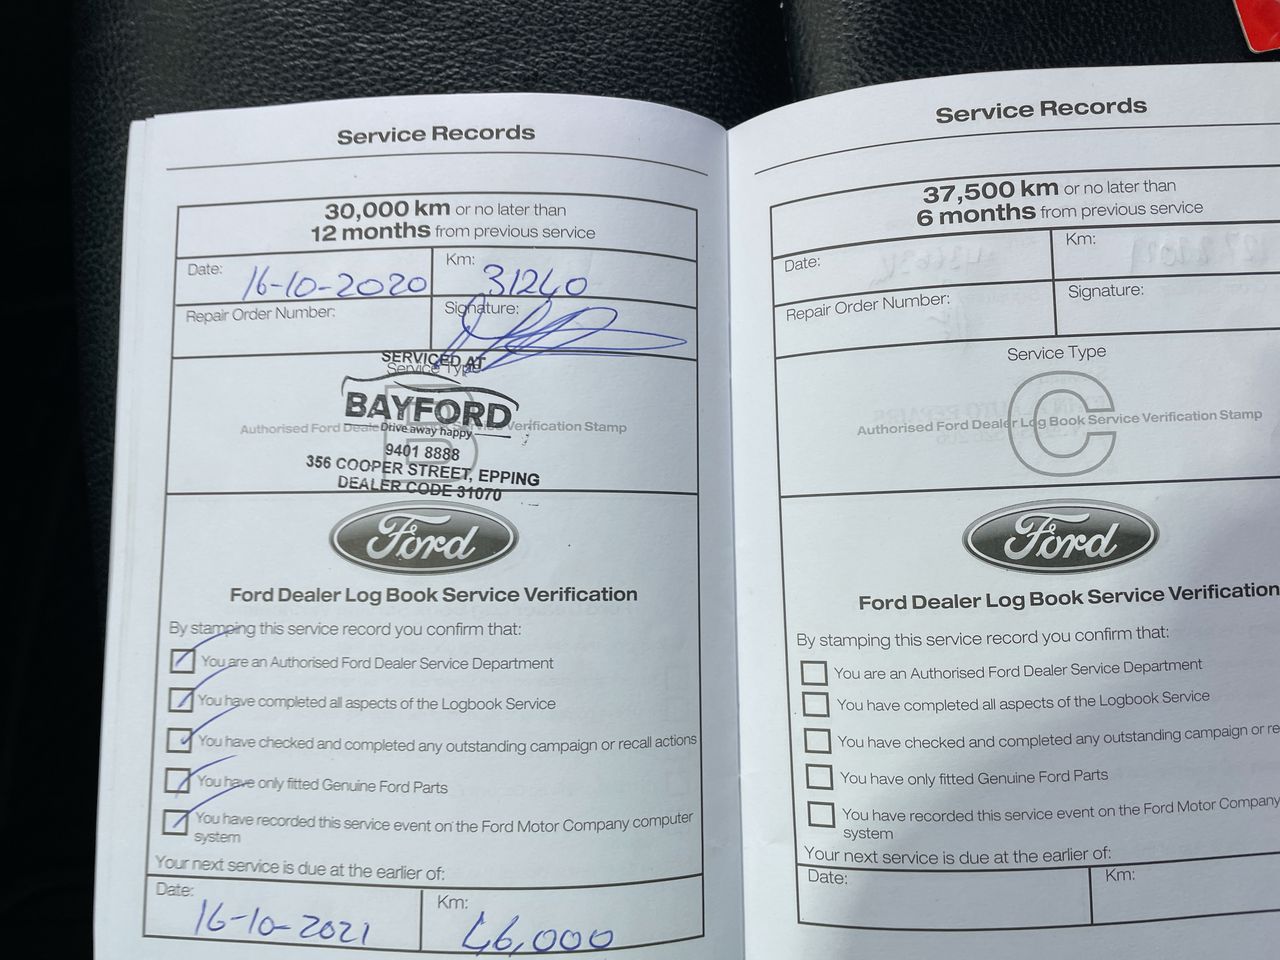 Service Records
30,000 km or no later than
12 months from previous service
Date: 16-10-2020
Km: 31240
Repair Order Number:
Signature:
SERVICED AT
Service Type
BAYFORD
Drive away happy
Authorised Ford Deale Service Verification Stamp
9401 8888
356 COOPER STREET, EPPING
DEALER CODE 31070
Ford
Ford Dealer Log Book Service Verification
By stamping this service record you confirm that:
You are an Authorised Ford Dealer Service Department
You have completed all aspects of the Logbook Service
You have checked and completed any outstanding campaign or recall actions
You have only fitted Genuine Ford Parts
You have recorded this service event on the Ford Motor Company computer
system
Your next service is due at the earlier of:
Date: 16-10-2021
Km: 46,000
Service Records
37,500 km or no later than
6 months from previous service
Date:
Km:
Repair Order Number:
Signature:
Service Type
C
Authorised Ford Dealer Log Book Service Verification Stamp
Ford
Ford Dealer Log Book Service Verification
By stamping this service record you confirm that:
You are an Authorised Ford Dealer Service Department
You have completed all aspects of the Logbook Service
You have checked and completed any outstanding campaign or re
You have only fitted Genuine Ford Parts
You have recorded this service event on the Ford Motor Company
system
Your next service is due at the earlier of:
Date:
Km: